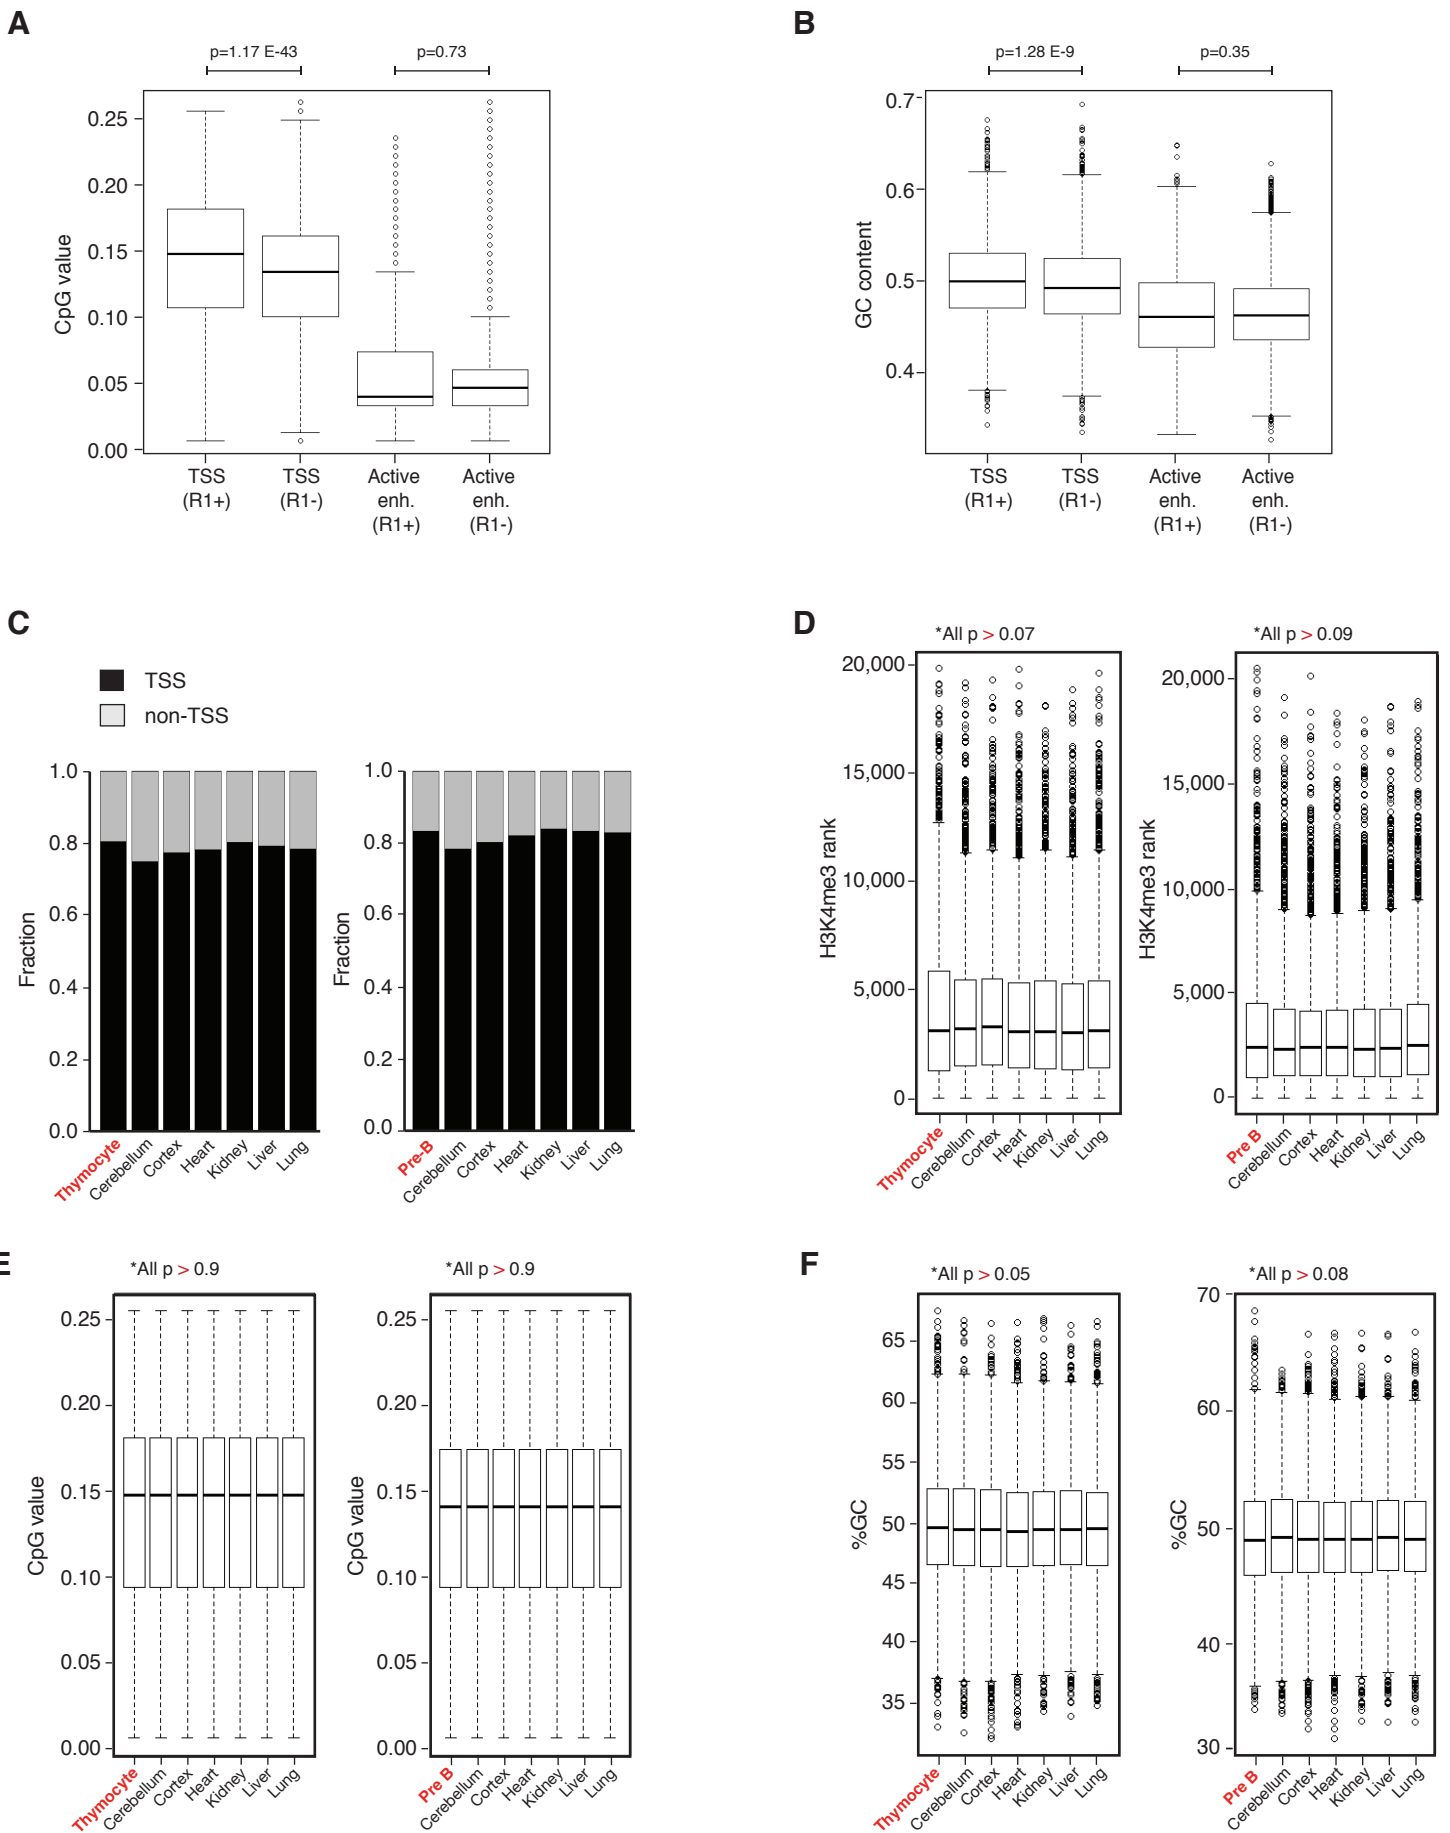 A
p=1.17 E-43
p=0.73
CpG value
0.25
0.20
0.15
0.10
0.05
0.00
TSS
(R1+)
TSS
(R1-)
Active
enh.
(R1+)
Active
enh.
(R1-)
B
p=1.28 E-9
p=0.35
GC content
0.7
0.6
0.5
0.4
TSS
(R1+)
TSS
(R1-)
Active
enh.
(R1+)
Active
enh.
(R1-)
C
TSS
non-TSS
Fraction
1.0
0.8
0.6
0.4
0.2
0.0
Thymocyte
Cerebellum
Cortex
Heart
Kidney
Liver
Lung
Fraction
1.0
0.8
0.6
0.4
0.2
0.0
Pre-B
Cerebellum
Cortex
Heart
Kidney
Liver
Lung
D
*All p > 0.07
H3K4me3 rank
20,000
15,000
10,000
5,000
0
Thymocyte
Cerebellum
Cortex
Heart
Kidney
Liver
Lung
*All p > 0.09
H3K4me3 rank
20,000
15,000
10,000
5,000
0
Pre B
Cerebellum
Cortex
Heart
Kidney
Liver
Lung
E
*All p > 0.9
CpG value
0.25
0.20
0.15
0.10
0.05
0.00
Thymocyte
Cerebellum
Cortex
Heart
Kidney
Liver
Lung
*All p > 0.9
CpG value
0.25
0.20
0.15
0.10
0.05
0.00
Pre B
Cerebellum
Cortex
Heart
Kidney
Liver
Lung
F
*All p > 0.05
%GC
65
60
55
50
45
40
35
Thymocyte
Cerebellum
Cortex
Heart
Kidney
Liver
Lung
*All p > 0.08
%GC
70
60
50
40
30
Pre B
Cerebellum
Cortex
Heart
Kidney
Liver
Lung